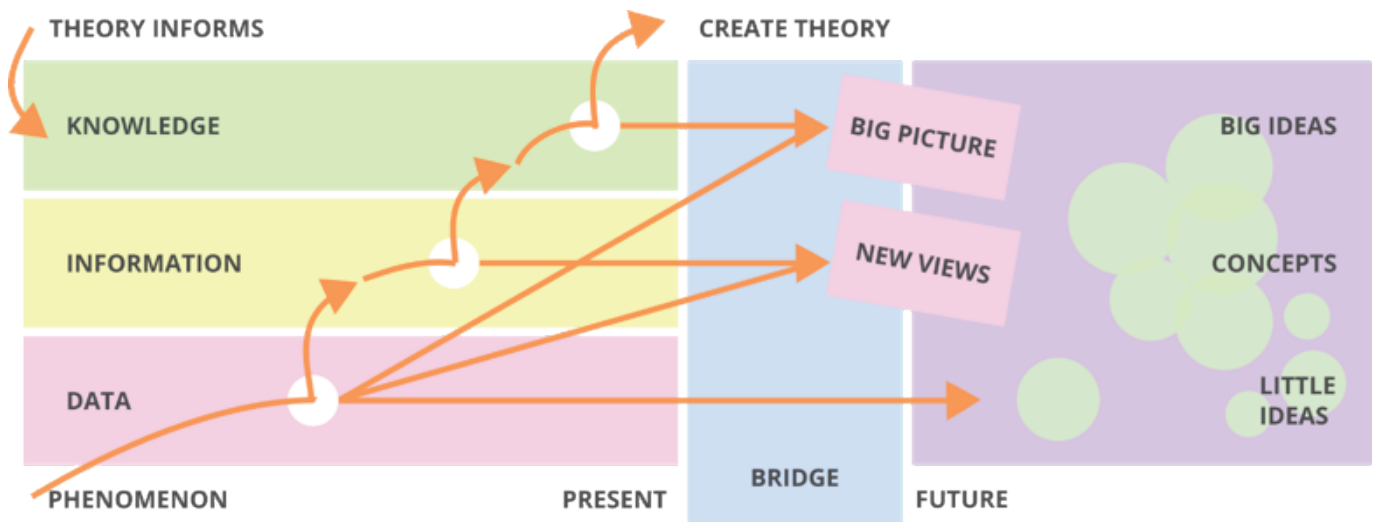 THEORY INFORMS
CREATE THEORY
KNOWLEDGE
BIG PICTURE
BIG IDEAS
INFORMATION
NEW VIEWS
CONCEPTS
DATA
LITTLE
IDEAS
BRIDGE
PHENOMENON
PRESENT
FUTURE